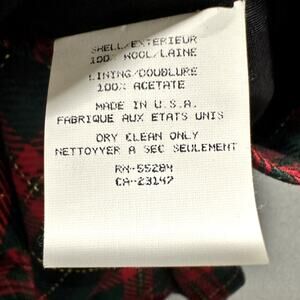 SHELL/EXTERIEUR
100% WOOL/LAINE
LINING/DOUBLURE
100% ACETATE
MADE IN U.S.A.
FABRIQUE AUX ETATS UNIS
DRY CLEAN ONLY
NETTOYYER A SEC SEULEMENT
RN-55284
CA-23147